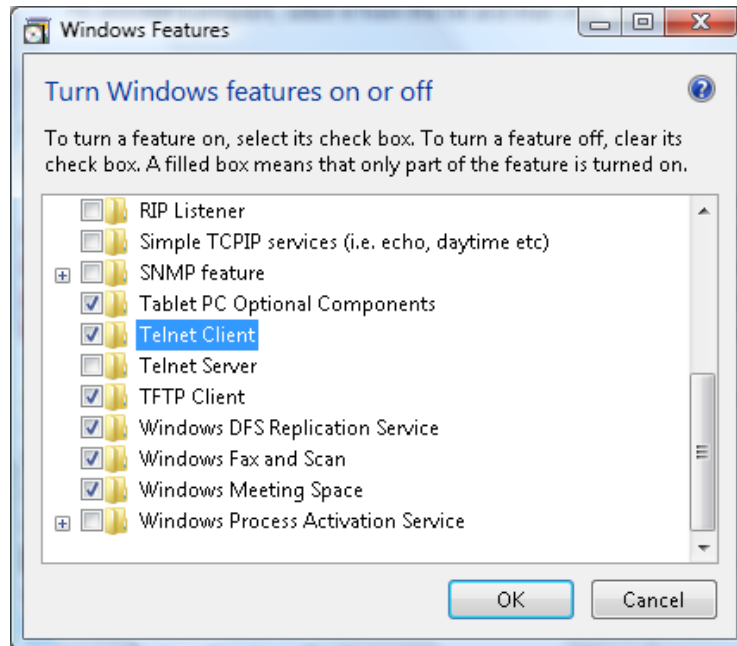 Windows Features
Turn Windows features on or off
To turn a feature on, select its check box. To turn a feature off, clear its
check box. A filled box means that only part of the feature is turned on.
RIP Listener
Simple TCPIP services (i.e. echo, daytime etc)
SNMP feature
Tablet PC Optional Components
Telnet Client
Telnet Server
TFTP Client
Windows DFS Replication Service
Windows Fax and Scan
Windows Meeting Space
Windows Process Activation Service
OK
Cancel